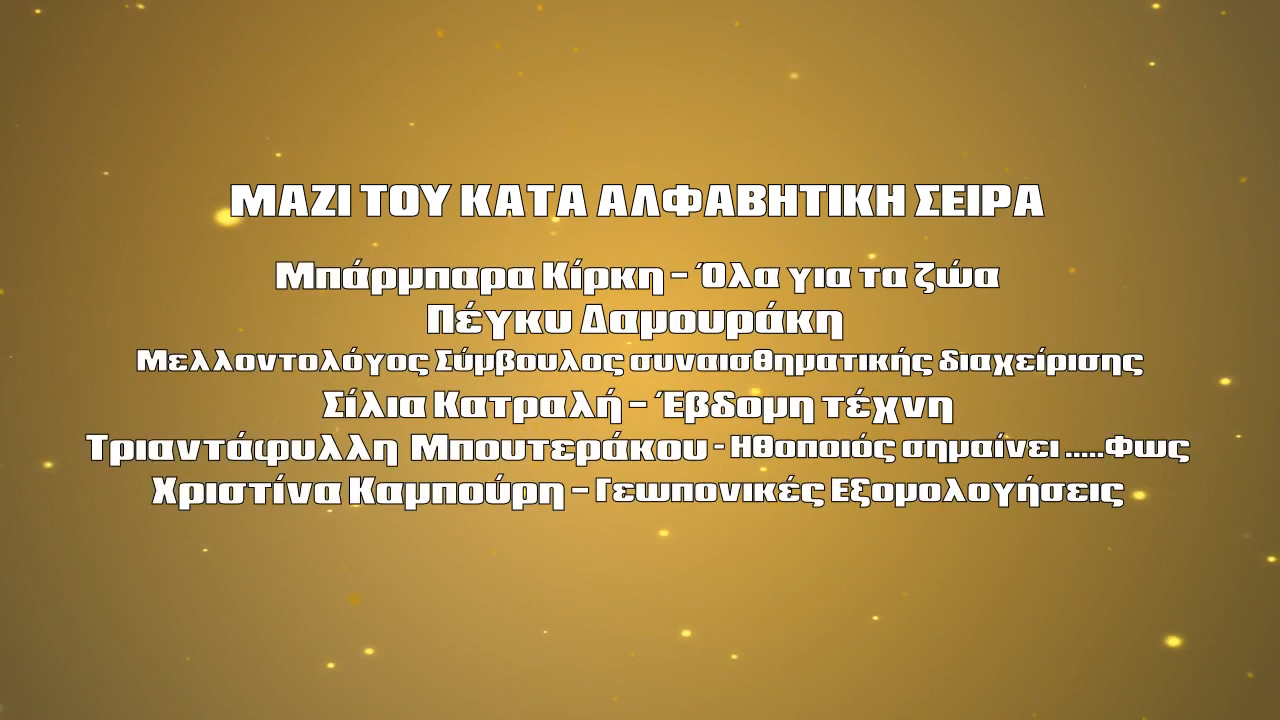 ΜΑΖΙ ΤΟΥ ΚΑΤΑ ΑΛΦΑΒΗΤΙΚΗ ΣΕΙΡΑ
Μπάρμπαρα Κίρκη - Όλα για τα ζώα
Πέγκυ Δαμουράκη
Μελλοντολόγος Σύμβουλος συναισθηματικής διαχείρισης
Σίλια Κατραλή - Έβδομη τέχνη
Τριαντάφυλλη Μπουτεράκου - Ηθοποιός σημαίνει .....Φως
Χριστίνα Καμπούρη - Γεωπονικές Εξομολογήσεις